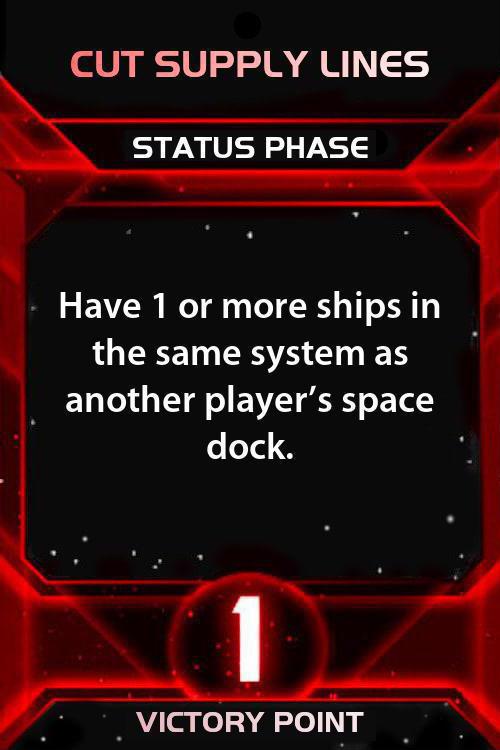 CUT SUPPLY LINES
STATUS PHASE
Have 1 or more ships in
the same system as
another player’s space
dock.
1
VICTORY POINT